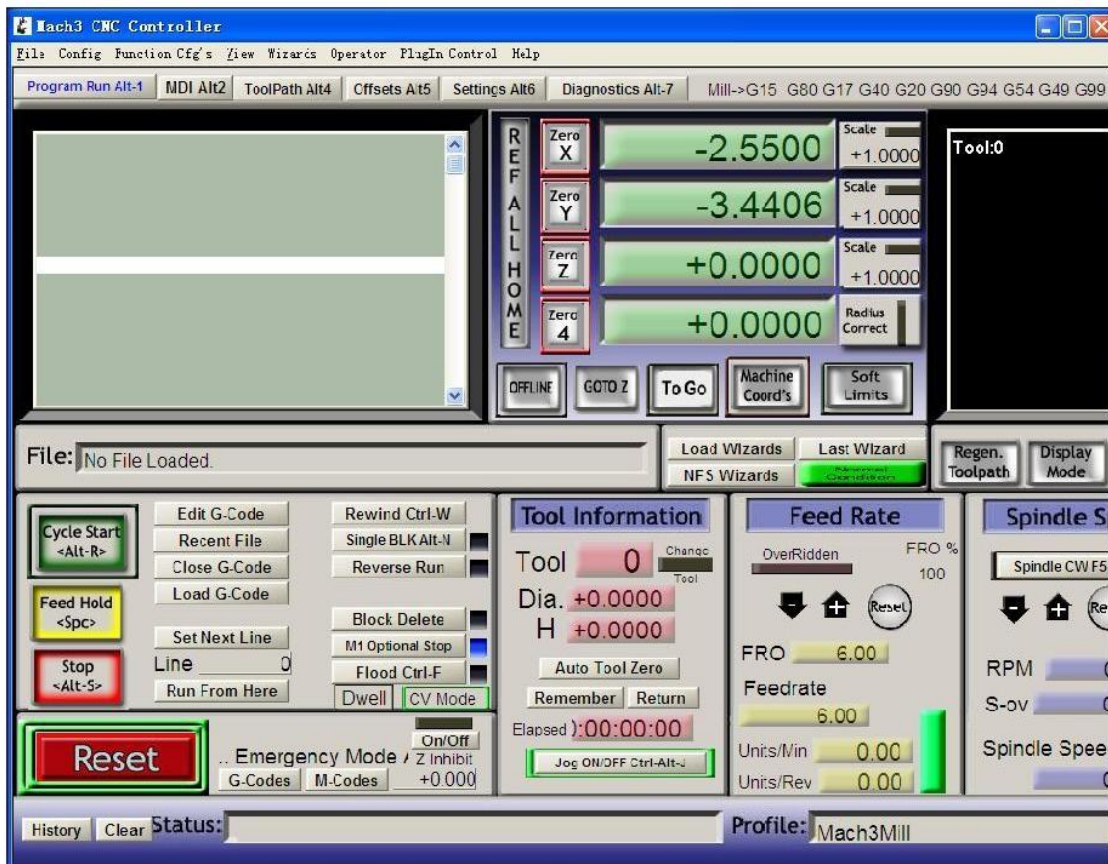 Mach3 CNC Controller
File Config Function Cfg's View Wizards Operator PlugIn Control Help
Program Run Alt-1 MDI Alt2 ToolPath Alt4 Offsets Alt5 Settings Alt6 Diagnostics Alt-7 Mill->G15 G80 G17 G40 G20 G90 G94 G54 G49 G99
REF ALL HOME
Zero X -2.5500 Scale +1.0000
Zero Y -3.4406 Scale +1.0000
Zero Z +0.0000 Scale +1.0000
Zero 4 +0.0000 Radius Correct
OFFLINE GOTO Z To Go Machine Coord's Soft Limits
Tool:0
File: No File Loaded.
Load Wizards Last Wizard
NFS Wizards Normal Condition
Regen. Toolpath Display Mode
Cycle Start <Alt-R>
Feed Hold <Spc>
Stop <Alt-S>
Edit G-Code
Recent File
Close G-Code
Load G-Code
Set Next Line
Line 0
Run From Here
Rewind Ctrl-W
Single BLK Alt-N
Reverse Run
Block Delete
M1 Optional Stop
Flood Ctrl-F
Dwell CV Mode
Reset
.. Emergency Mode A
G-Codes M-Codes
On/Off
Z Inhibit
+0.000
Tool Information
Tool 0 Change Tool
Dia. +0.0000
H +0.0000
Auto Tool Zero
Remember Return
Elapsed ):00:00:00
Jog ON/OFF Ctrl-Alt-J
Feed Rate
OverRidden FRO %
100
Reset
FRO 6.00
Feedrate
6.00
Units/Min 0.00
Units/Rev 0.00
Spindle S
Spindle CW F5
Re
RPM
S-ov
Spindle Spee
History Clear Status:
Profile: Mach3Mill